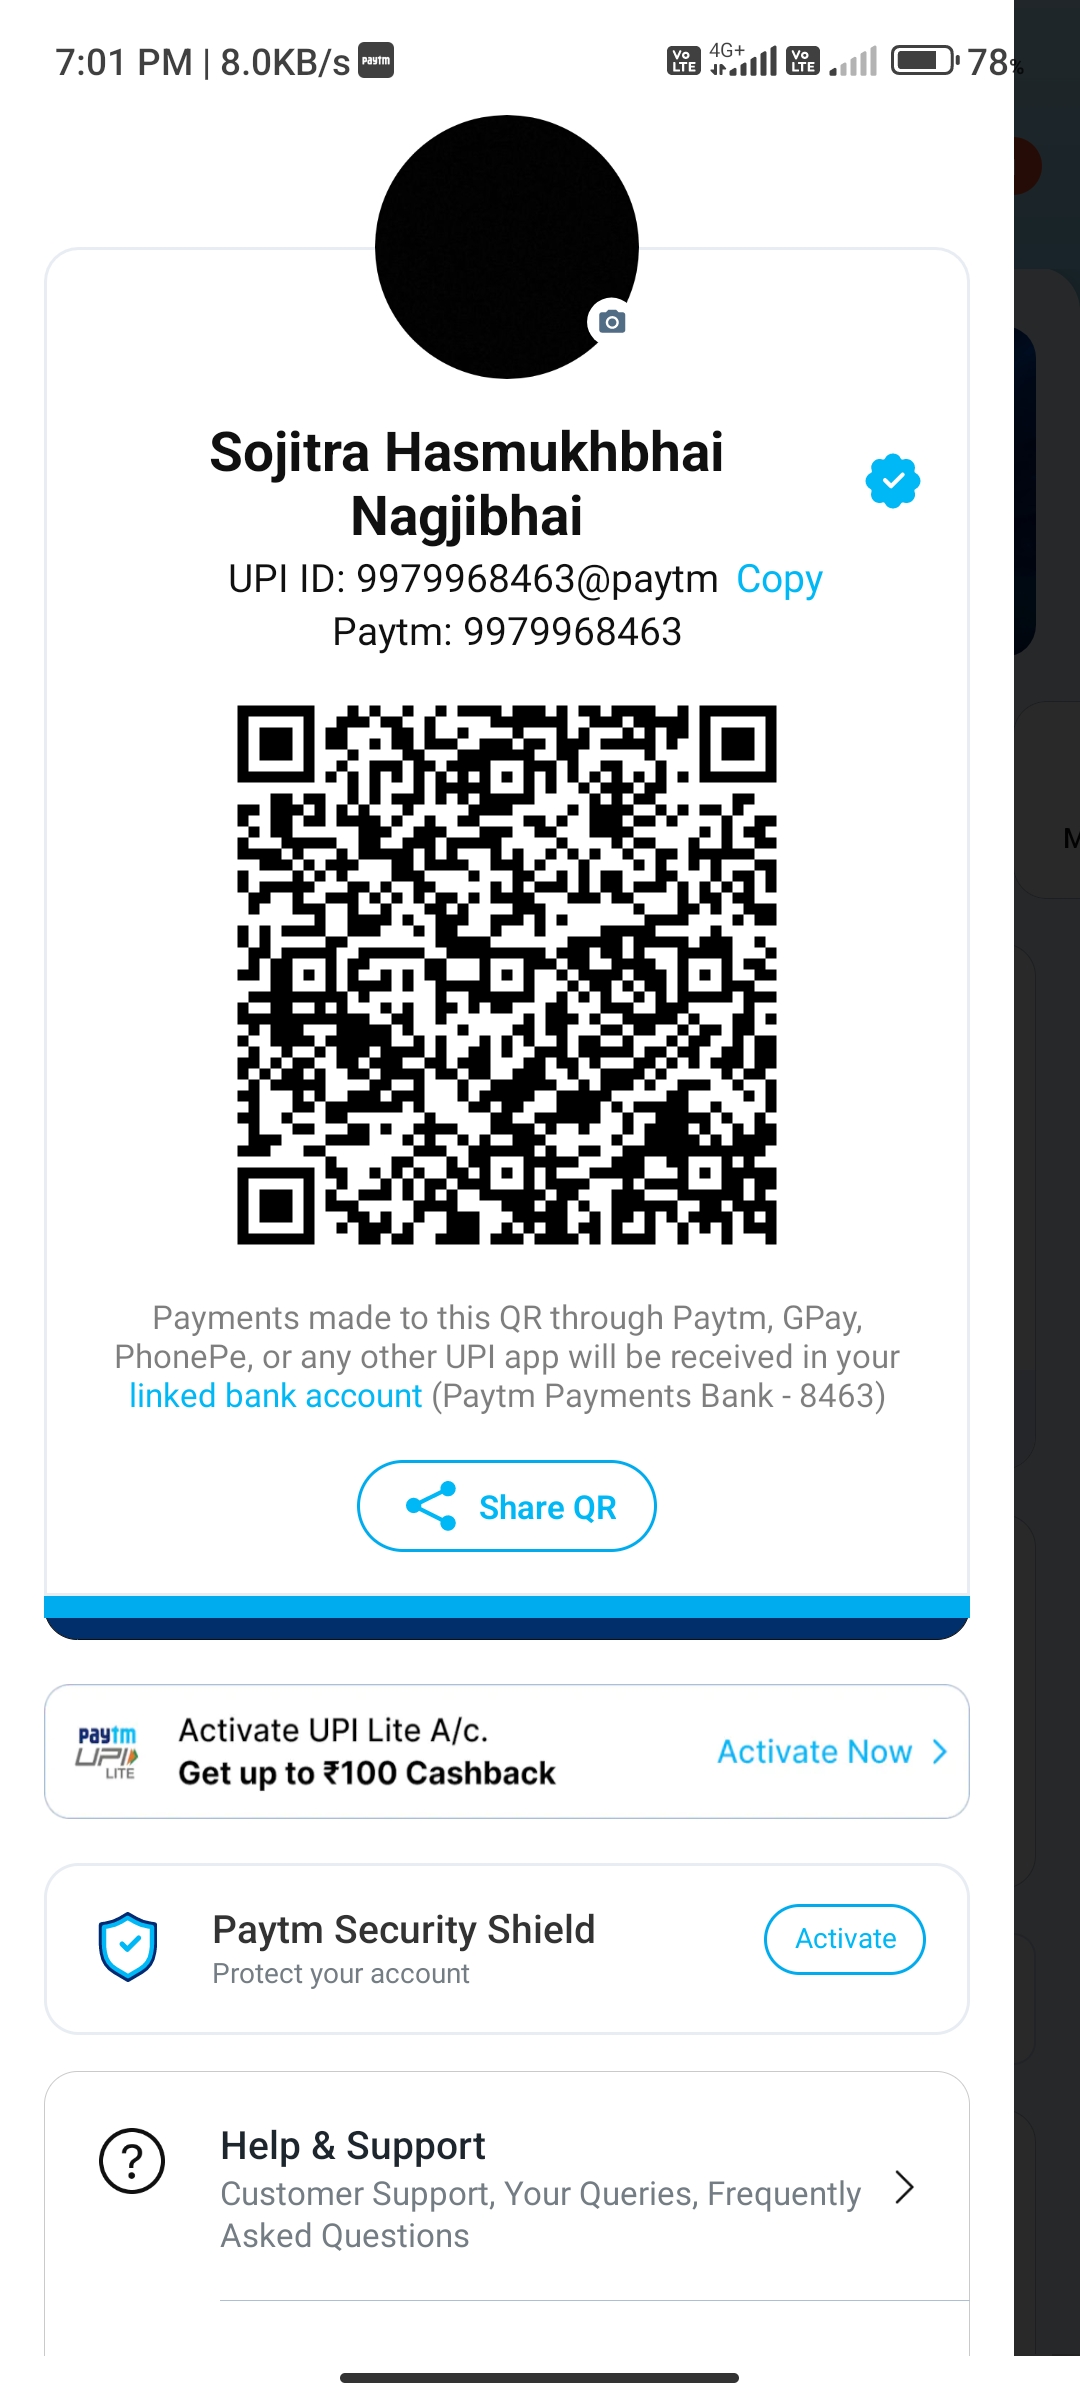 7:01 PM | 8.0KB/s paytm Vo LTE 4G+ Vo LTE 78%
Sojitra Hasmukhbhai
Nagjibhai
UPI ID: 9979968463@paytm Copy
Paytm: 9979968463
Payments made to this QR through Paytm, GPay,
PhonePe, or any other UPI app will be received in your
linked bank account (Paytm Payments Bank - 8463)
Share QR
paytm
UPI
LITE
Activate UPI Lite A/c.
Get up to ₹100 Cashback
Activate Now
Paytm Security Shield
Protect your account
Activate
?
Help & Support
Customer Support, Your Queries, Frequently
Asked Questions